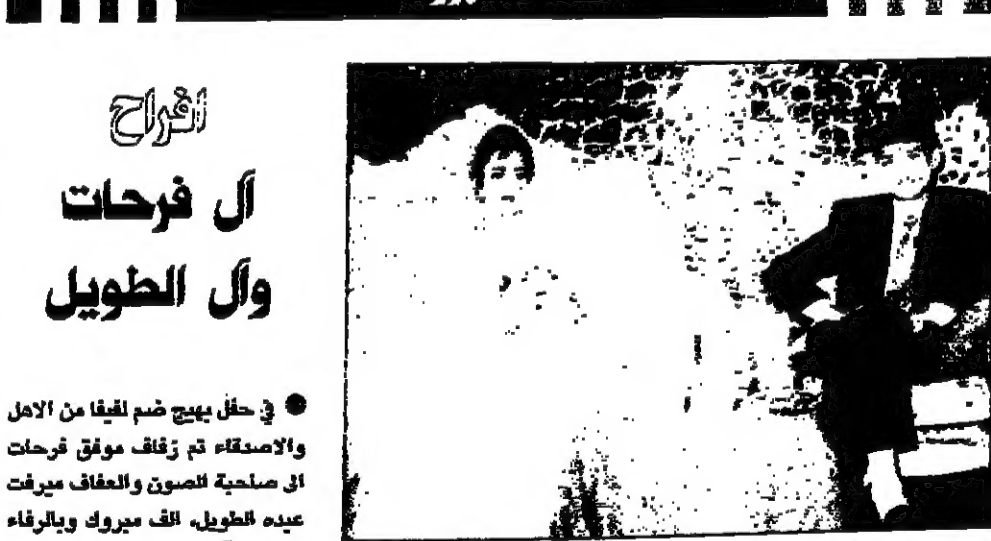 افراح
آل فرحات
وآل الطويل
● في حفل بهيج ضم لفيفا من الاهل
والاصدقاء تم زفاف موفق فرحات
الى صاحبة الصون والعفاف ميرفت
عبده الطويل، الف مبروك وبالرفاء